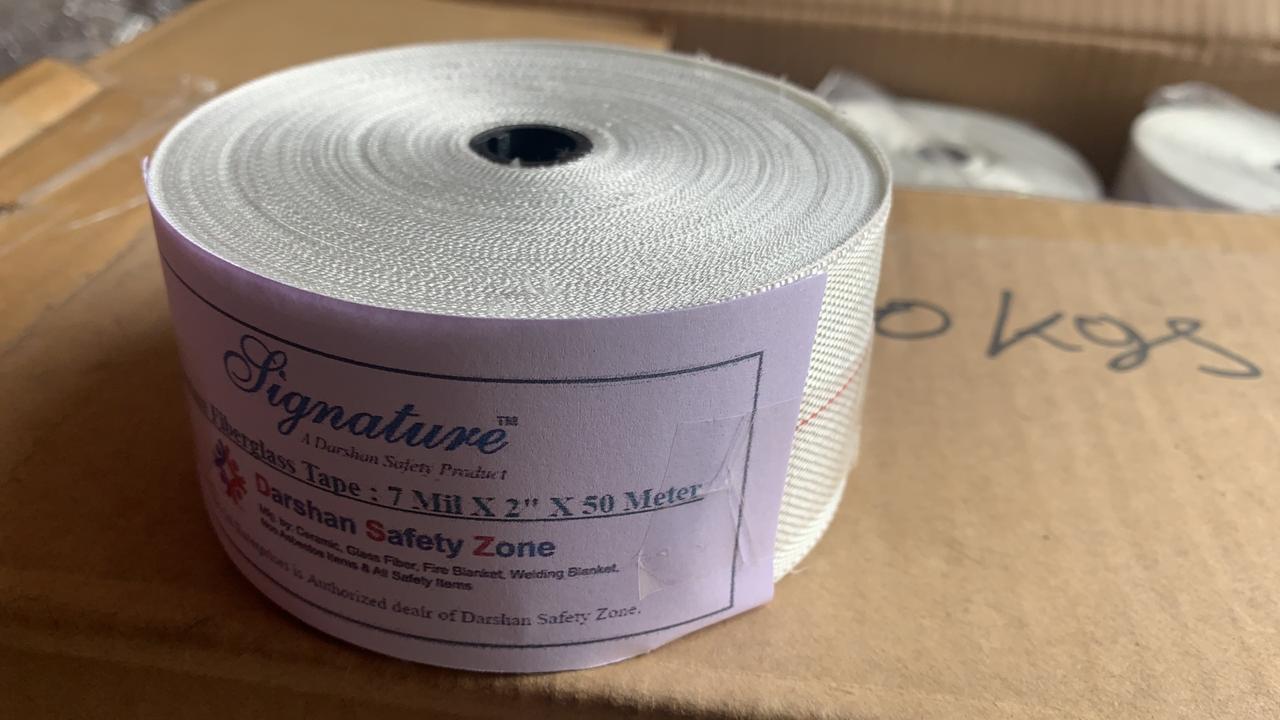 Signature™
A Darshan Safety Product
Fiberglass Tape : 7 Mil X 2" X 50 Meter
Darshan Safety Zone
Mfg. by: Ceramic, Glass Fiber, Fire Blanket, Welding Blanket,
Non Asbestos Items & All Safety Items
is Authorized dealr of Darshan Safety Zone.
0 Kgs